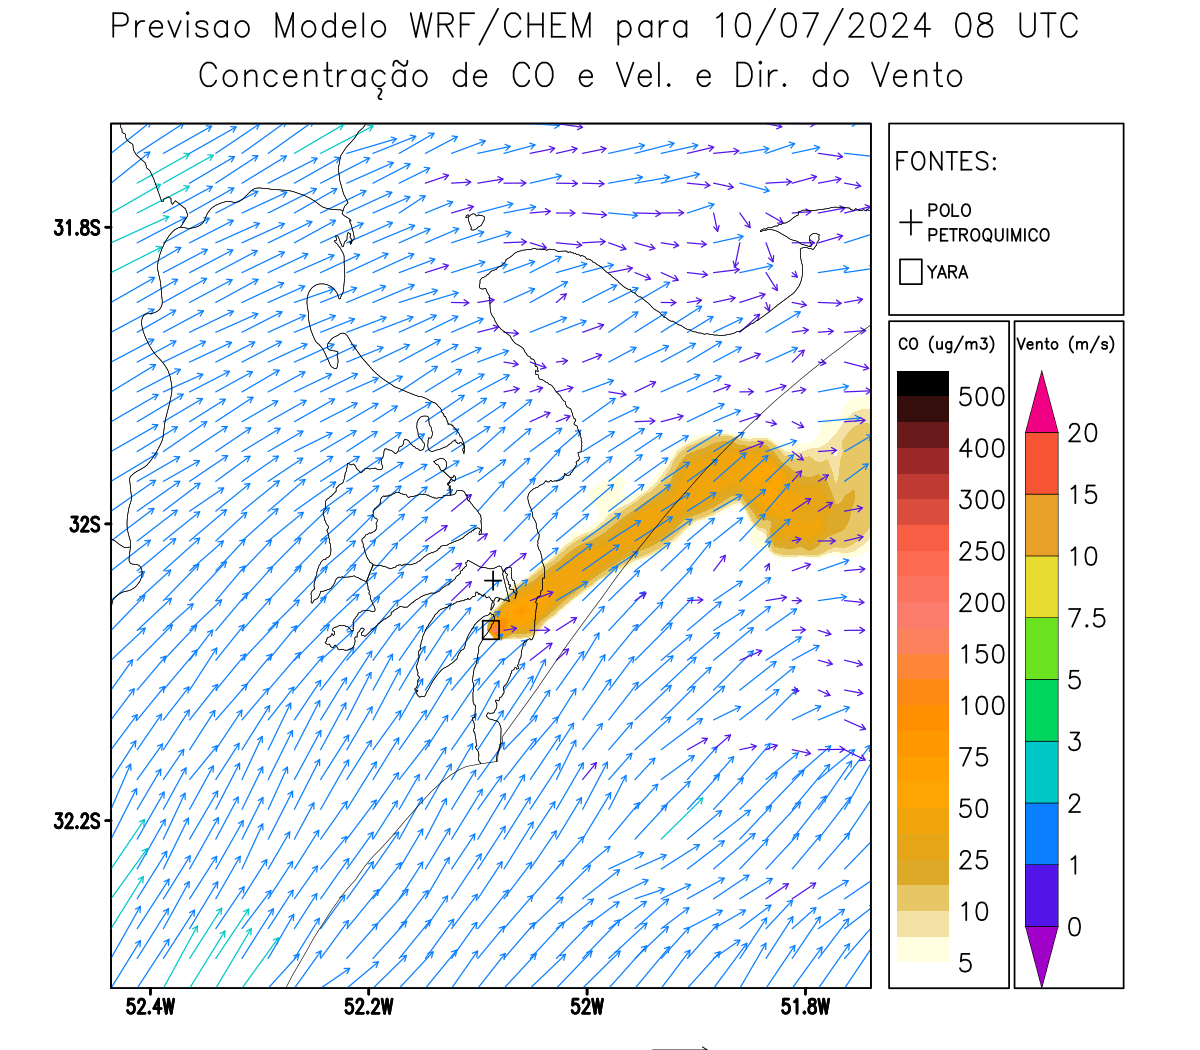 Previsao Modelo WRF/CHEM para 10/07/2024 08 UTC
Concentração de CO e Vel. e Dir. do Vento
FONTES:
POLO
PETROQUIMICO
YARA
CO (ug/m3)
500
400
300
250
200
150
100
75
50
25
10
5
Vento (m/s)
20
15
10
7.5
5
3
2
1
0
31.8S
32S
32.2S
52.4W
52.2W
52W
51.8W